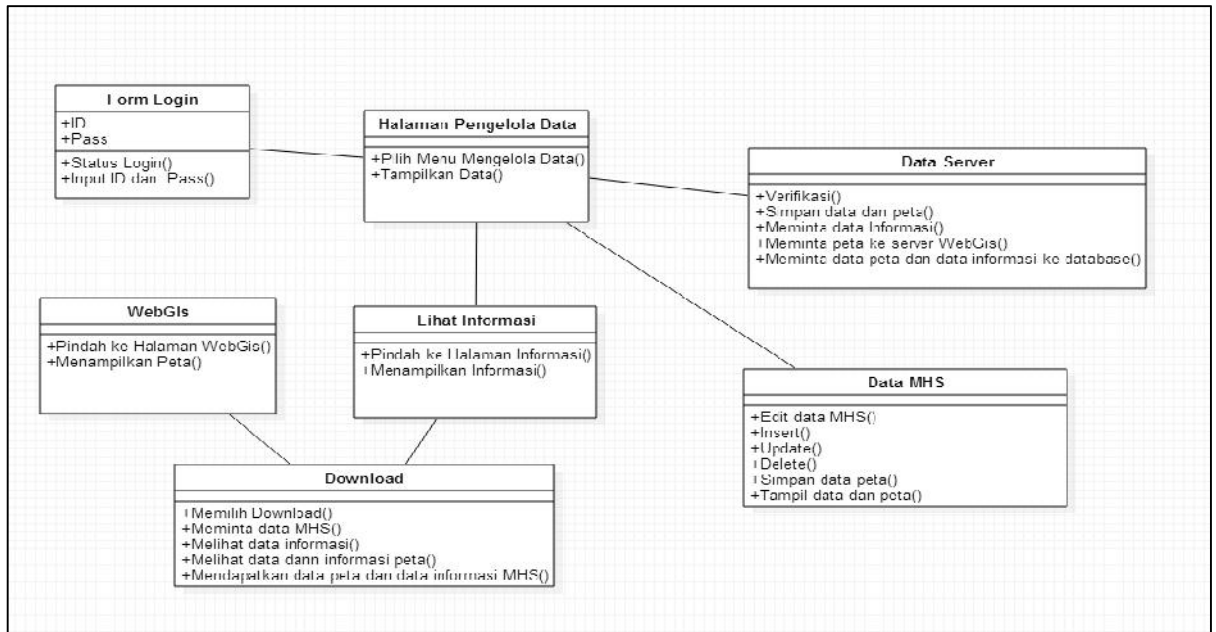 Form Login
+ID
+Pass
+Status Login()
+Input ID dan Pass()
Halaman Pengelola Data
+Pilih Menu Mengelola Data()
+Tampilkan Data()
Data Server
+Verifikasi()
+Simpan data dan peta()
+Meminta data Informasi()
+Meminta peta ke server WebGis()
+Meminta data peta dan data informasi ke database()
WebGis
+Pindah ke Halaman WebGis()
+Menampilkan Peta()
Lihat Informasi
+Pindah ke Halaman Informasi()
+Menampilkan Informasi()
Data MHS
+Edit data MHS()
+Insert()
+Update()
+Delete()
+Simpan data peta()
+Tampil data dan peta()
Download
+Memilih Download()
+Meminta data MHS()
+Melihat data informasi()
+Melihat data dann informasi peta()
+Mendapatkan data peta dan data informasi MHS()